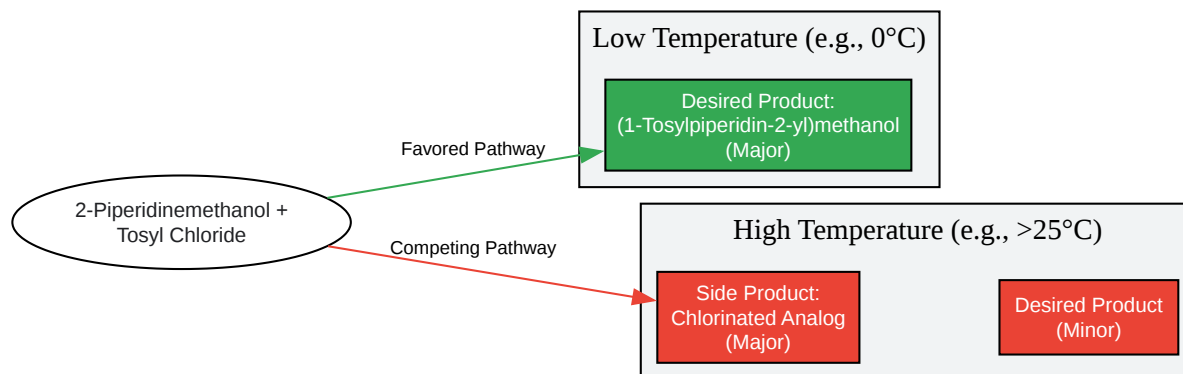 Low Temperature (e.g., 0°C)
Desired Product:
(1-Tosylpiperidin-2-yl)methanol
(Major)
Favored Pathway
2-Piperidinemethanol +
Tosyl Chloride
Competing Pathway
High Temperature (e.g., >25°C)
Side Product:
Chlorinated Analog
(Major)
Desired Product
(Minor)